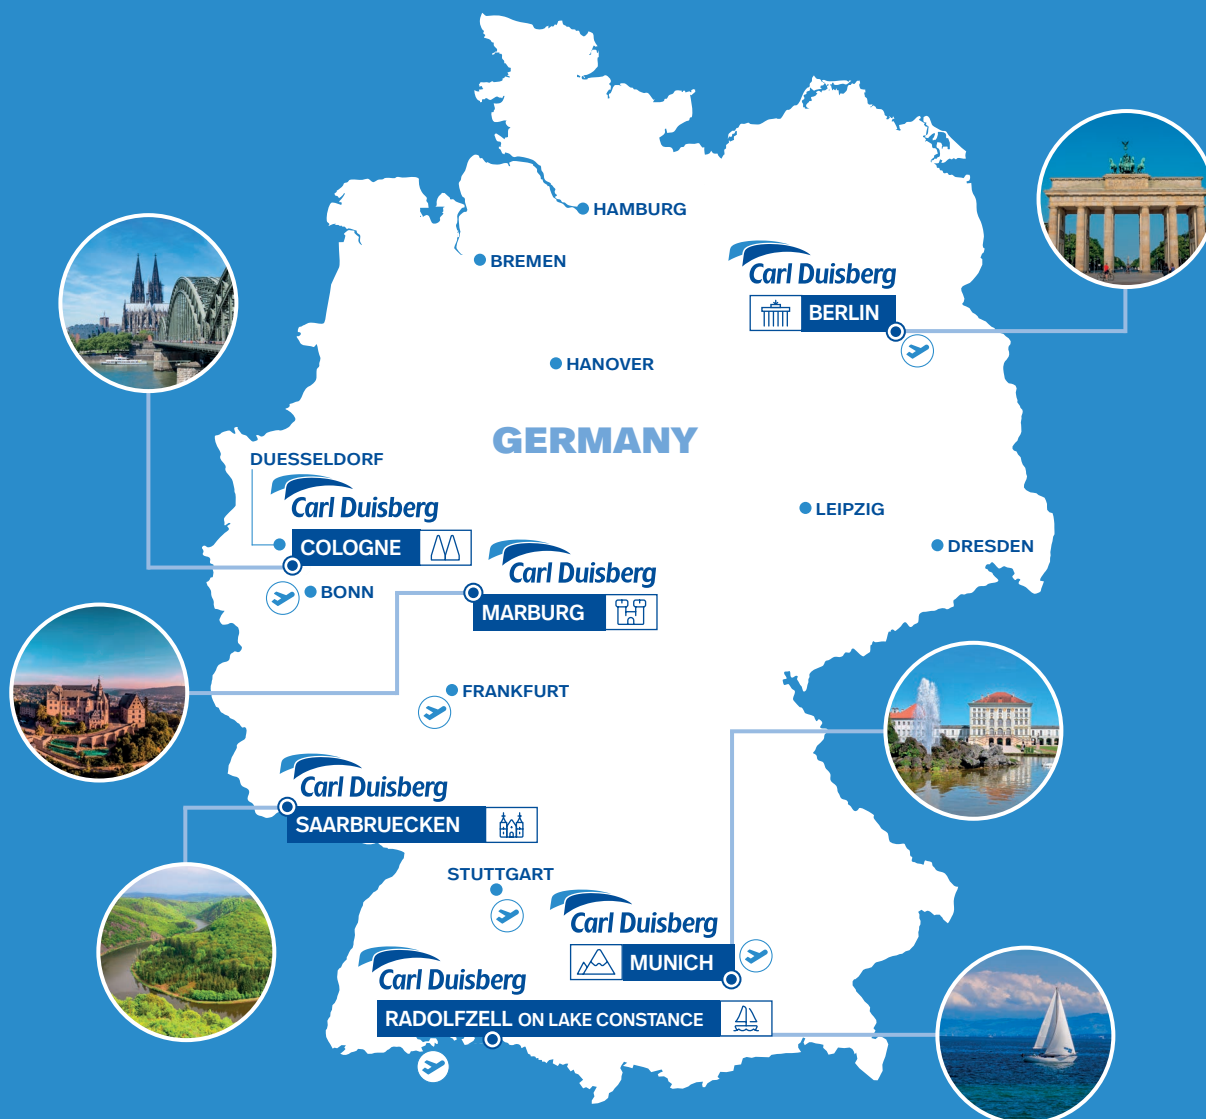 HAMBURG
BREMEN
Carl Duisberg
BERLIN
HANOVER
GERMANY
DUESSELDORF
Carl Duisberg
COLOGNE
LEIPZIG
DRESDEN
Carl Duisberg
MARBURG
BONN
FRANKFURT
Carl Duisberg
SAARBRUECKEN
STUTTGART
Carl Duisberg
MUNICH
Carl Duisberg
RADOLFZELL ON LAKE CONSTANCE